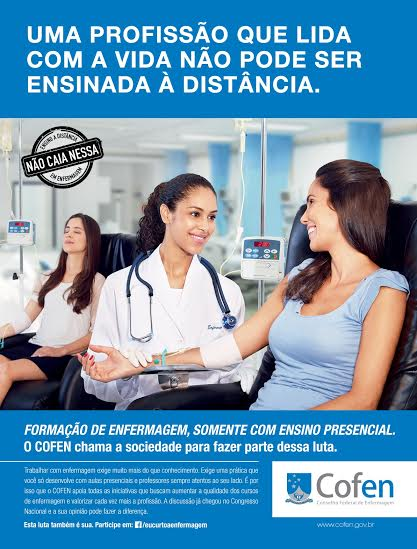 UMA PROFISSÃO QUE LIDA
COM A VIDA NÃO PODE SER
ENSINADA À DISTÂNCIA.
ENSINO A DISTÂNCIA
NÃO CAIA NESSA
EM ENFERMAGEM
FORMAÇÃO DE ENFERMAGEM, SOMENTE COM ENSINO PRESENCIAL.
O COFEN chama a sociedade para fazer parte dessa luta.
Trabalhar com enfermagem exige muito mais do que conhecimento. Exige uma prática que
você só desenvolve com aulas presenciais e professores sempre atentos ao seu lado. É por
isso que o COFEN apoia todas as iniciativas que buscam aumentar a qualidade dos cursos
de enfermagem e valorizar cada vez mais a profissão. A discussão já chegou no Congresso
Nacional e a sua opinião pode fazer a diferença.
Esta luta também é sua. Participe em: f/eucurtoaenfermagem
Cofen
Conselho Federal de Enfermagem
www.cofen.gov.br